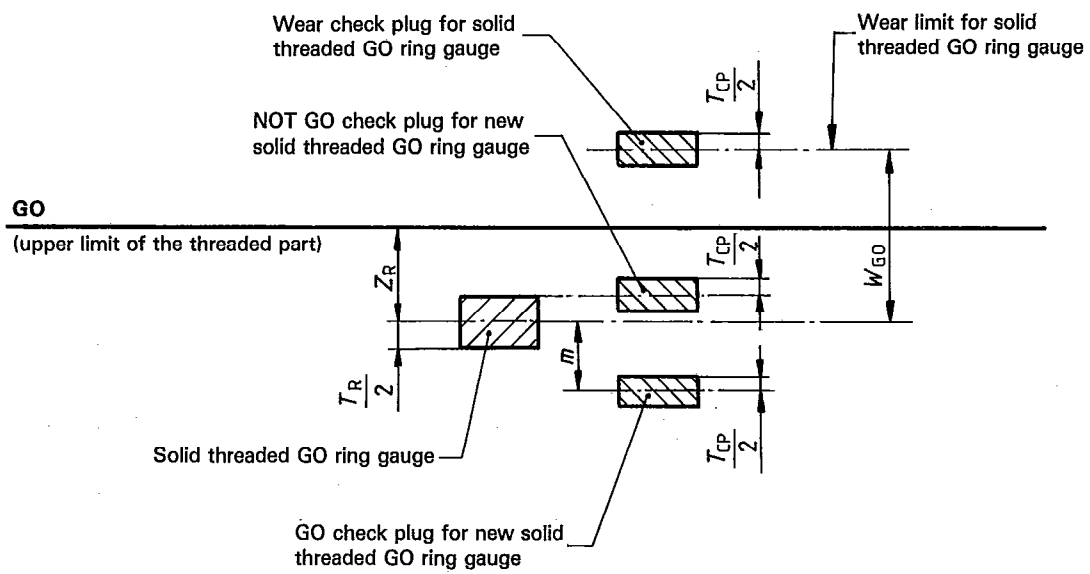 Wear check plug for solid
threaded GO ring gauge
Wear limit for solid
threaded GO ring gauge
T_CP/2
NOT GO check plug for new
solid threaded GO ring gauge
GO
(upper limit of the threaded part)
Z_R
T_CP/2
W_GO
m
T_R/2
T_CP/2
Solid threaded GO ring gauge
GO check plug for new solid
threaded GO ring gauge